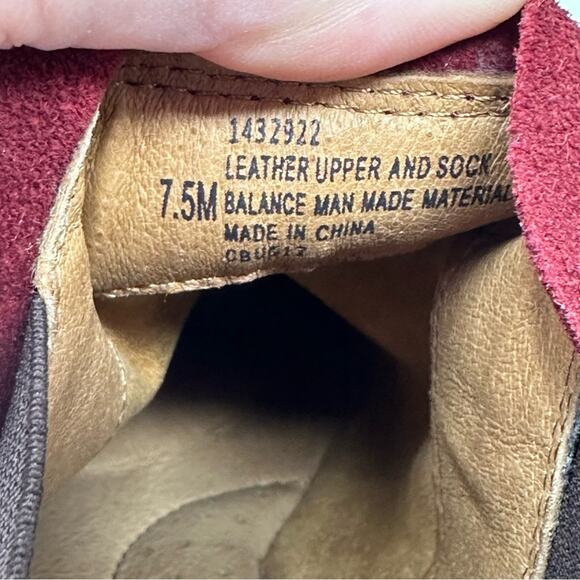 1432922
LEATHER UPPER AND SOCK
7.5M BALANCE MAN MADE MATERIAL
MADE IN CHINA